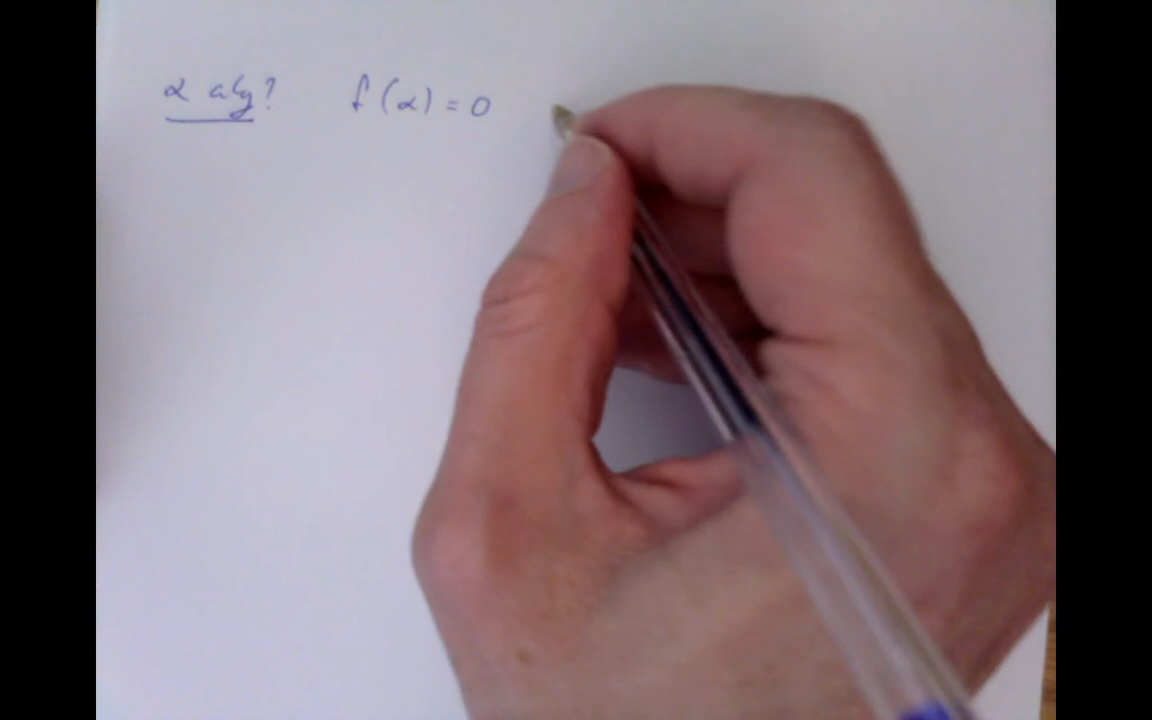 α alg? f(α) = 0